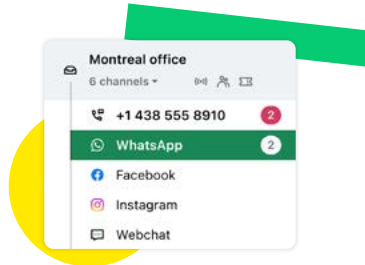 Montreal office
6 channels
+1 438 555 8910 2
WhatsApp 2
Facebook
Instagram
Webchat